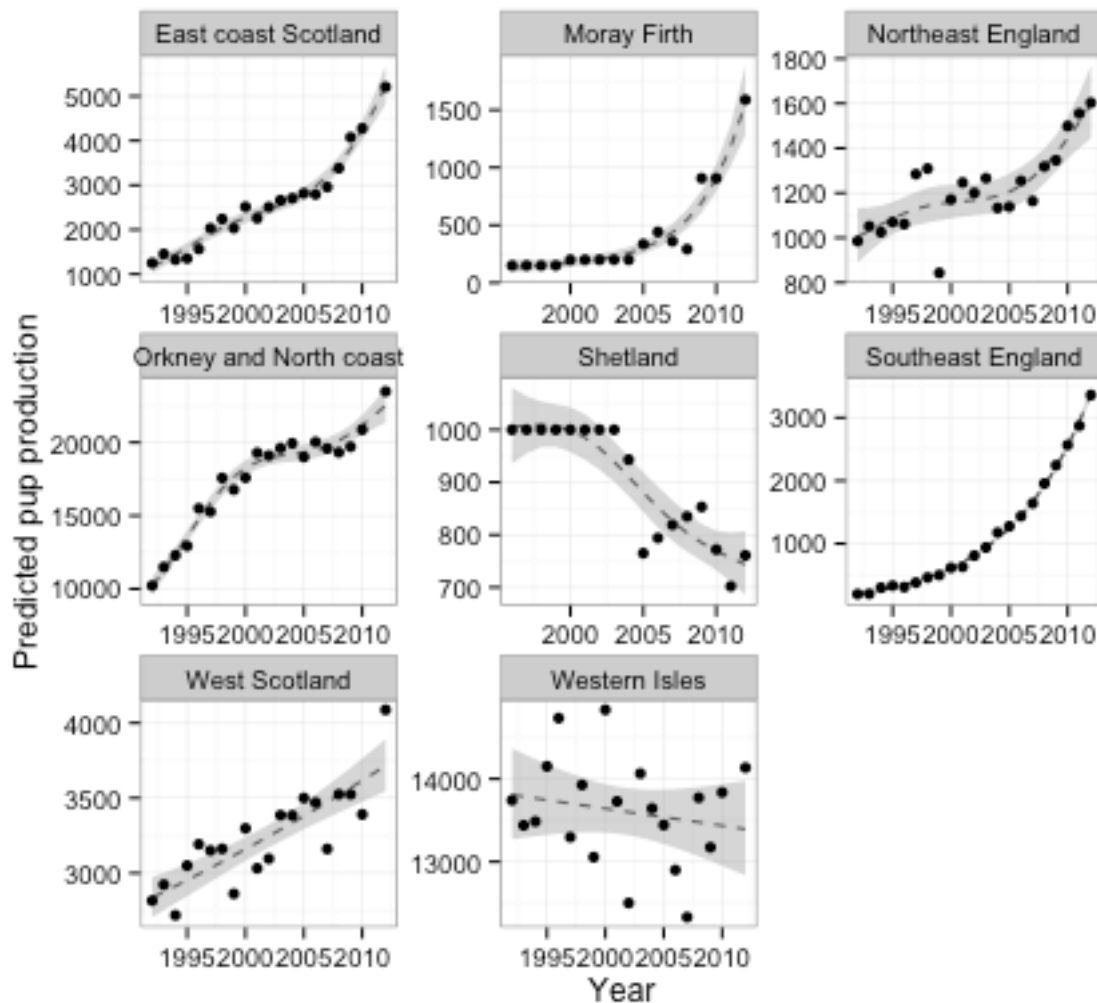 East coast Scotland
Moray Firth
Northeast England
5000
4000
3000
2000
1000
1995 2000 2005 2010
1500
1000
500
0
2000 2005 2010
1800
1600
1400
1200
1000
800
1995 2000 2005 2010
Predicted pup production
Orkney and North coast
Shetland
Southeast England
20000
15000
10000
1995 2000 2005 2010
1000
900
800
700
2000 2005 2010
3000
2000
1000
1995 2000 2005 2010
West Scotland
Western Isles
4000
3500
3000
1995 2000 2005 2010
14000
13000
1995 2000 2005 2010
Year